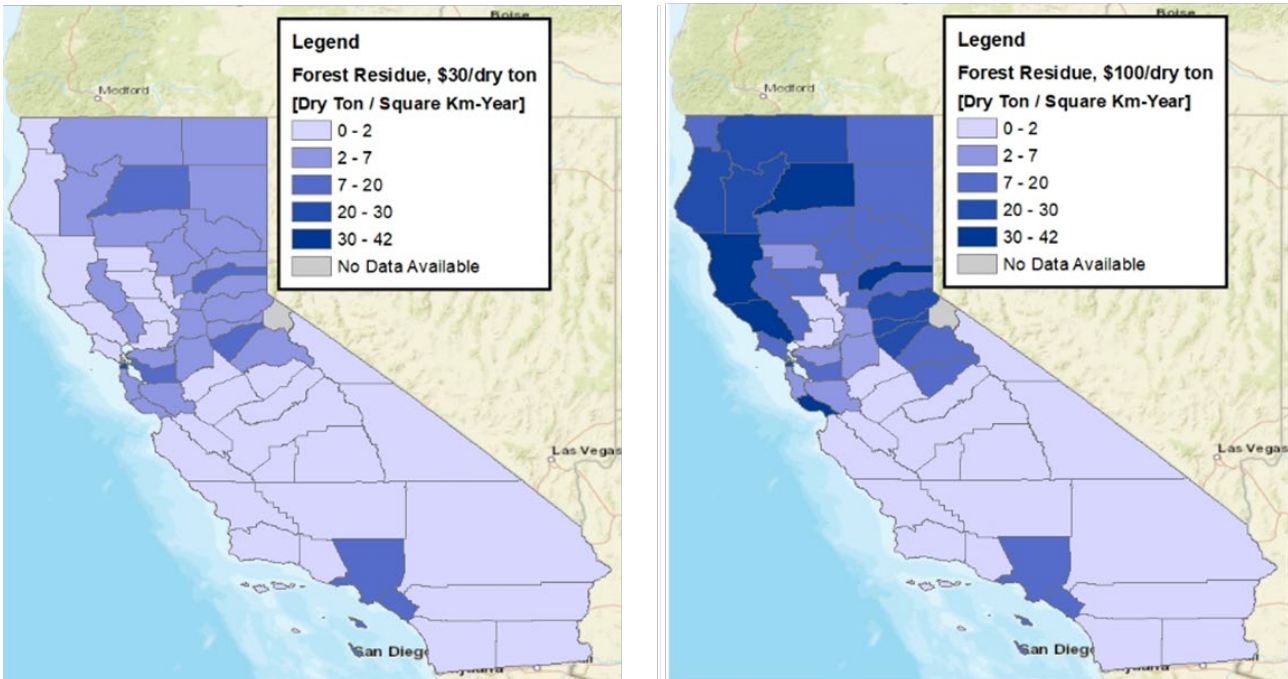 Boise
Medford
Legend
Forest Residue, $30/dry ton
[Dry Ton / Square Km-Year]
0 - 2
2 - 7
7 - 20
20 - 30
30 - 42
No Data Available
Las Vegas
San Dieg
Boise
Medford
Legend
Forest Residue, $100/dry ton
[Dry Ton / Square Km-Year]
0 - 2
2 - 7
7 - 20
20 - 30
30 - 42
No Data Available
Las Vega
San Dieg